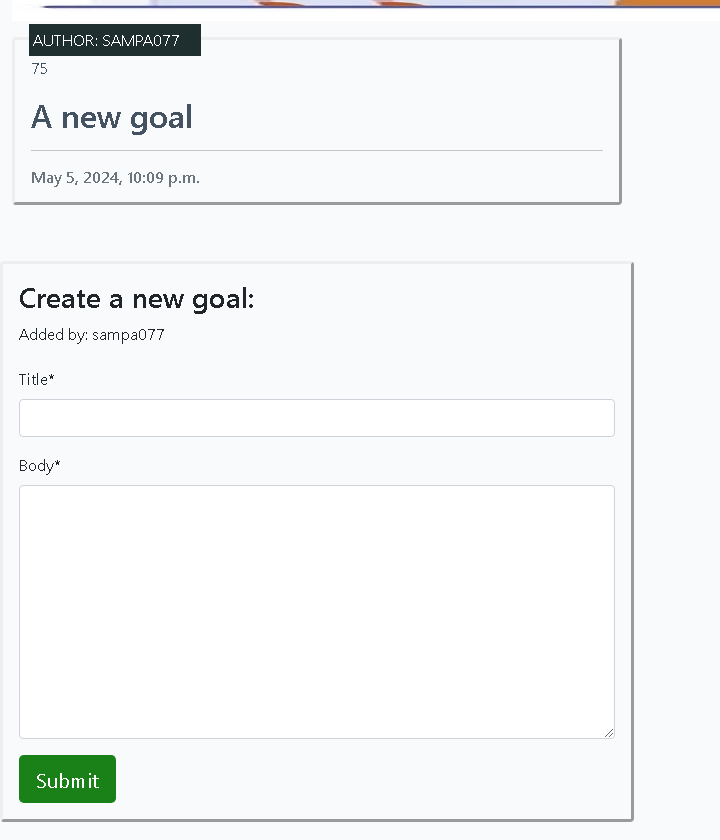 AUTHOR: SAMPA077
75
A new goal
May 5, 2024, 10:09 p.m.
Create a new goal:
Added by: sampa077
Title*
Body*
Submit